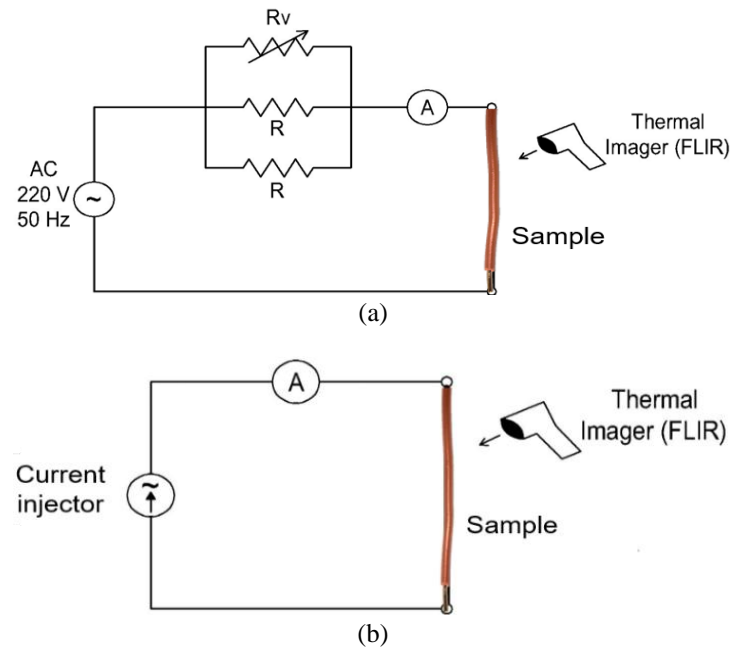 Rv
R
R
A
AC
220 V
50 Hz
~
Thermal
Imager (FLIR)
Sample
(a)
A
Thermal
Imager (FLIR)
Current
injector
~
Sample
(b)